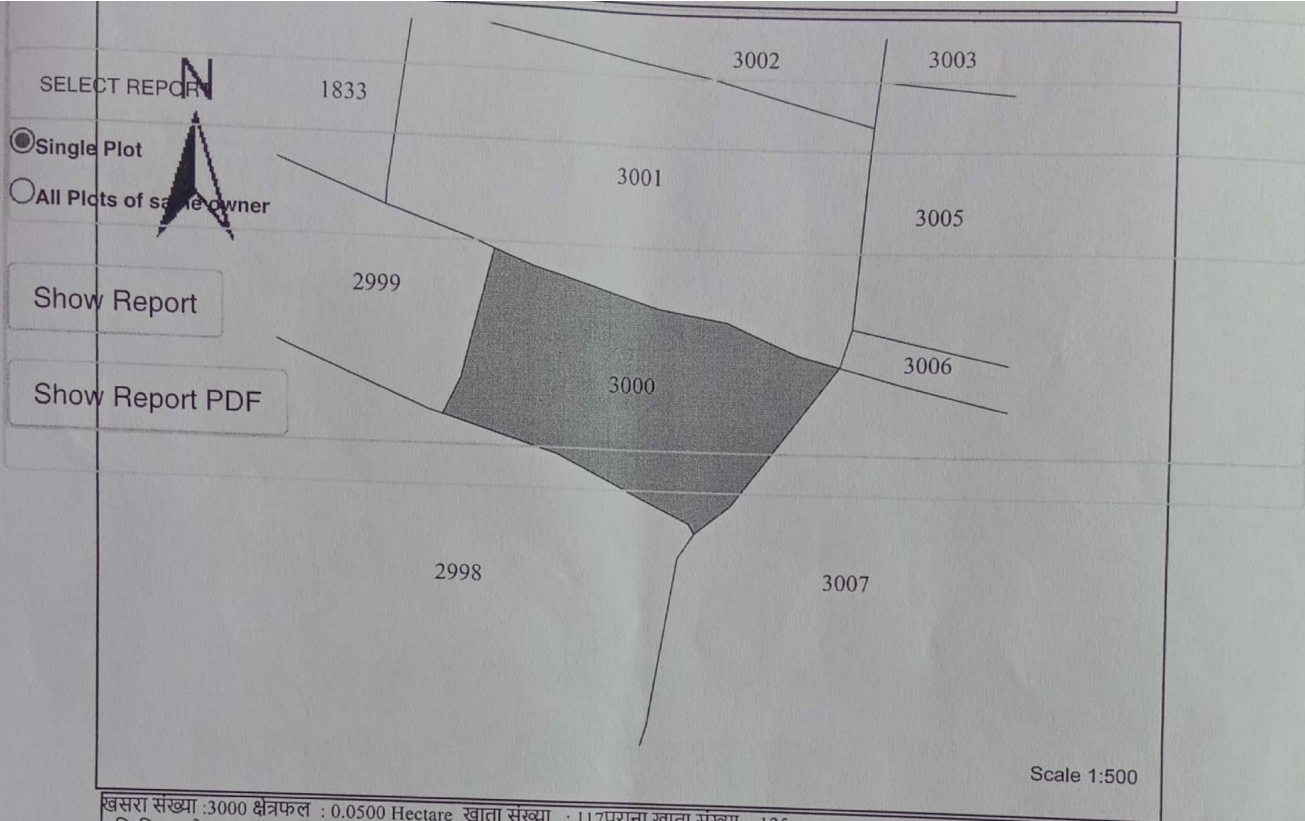 N
3002
3003
SELECT REPORT
1833
Single Plot
3001
All Plots of same owner
3005
2999
Show Report
3006
3000
Show Report PDF
2998
3007
Scale 1:500
खसरा संख्या :3000 क्षेत्रफल : 0.0500 Hectare खाता संख्या : 117पुराना खाता संख्या